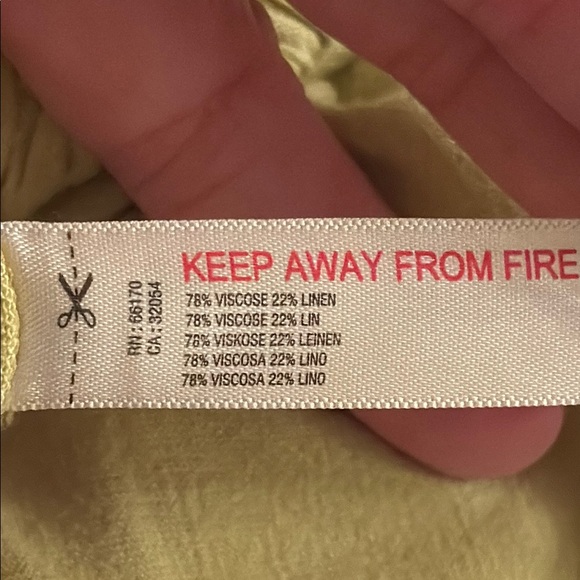 RN : 66170
CA : 32054
KEEP AWAY FROM FIRE
78% VISCOSE 22% LINEN
78% VISCOSE 22% LIN
78% VISKOSE 22% LEINEN
78% VISCOSA 22% LINO
78% VISCOSA 22% LINO